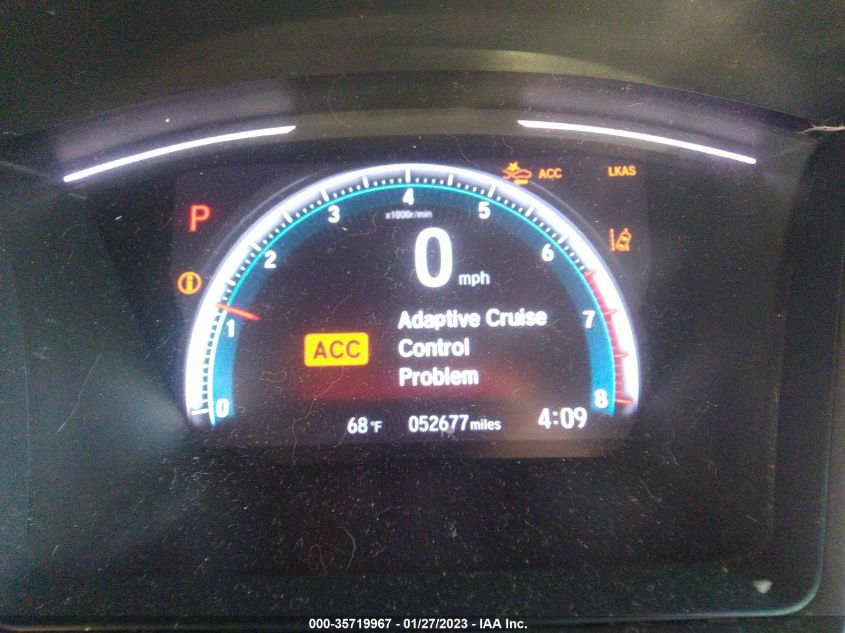 ACC
LKAS
P
x1000r/min
0 1 2 3 4 5 6 7 8
0 mph
i
ACC
Adaptive Cruise
Control
Problem
68°F
052677 miles
4:09
000-35719967 - 01/27/2023 - IAA Inc.